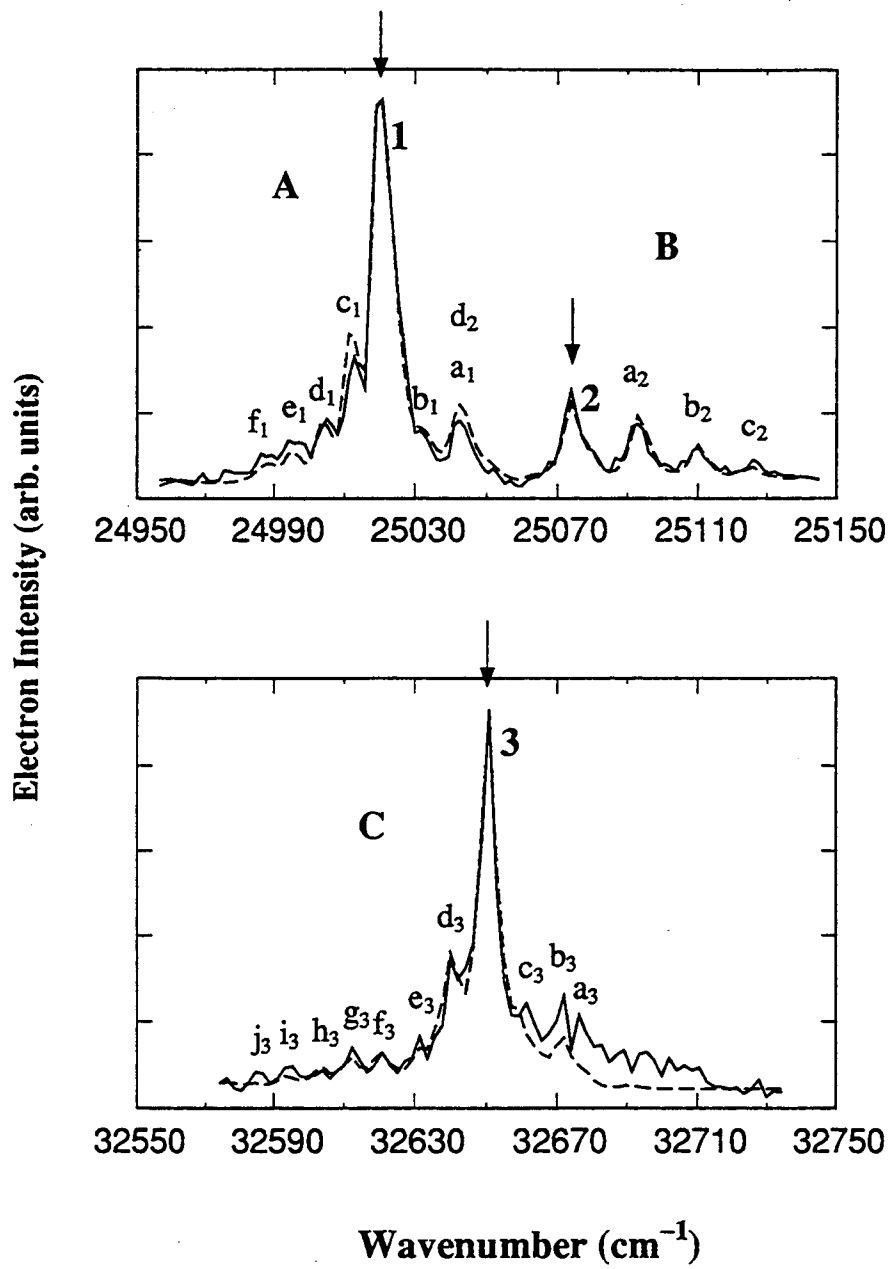 1
A
B
c₁
d₂
a₁
f₁ e₁ d₁ b₁
2
a₂ b₂ c₂
24950 24990 25030 25070 25110 25150
Electron Intensity (arb. units)
3
C
d₃
c₃ b₃ a₃
j₃ i₃ h₃ g₃ f₃ e₃
32550 32590 32630 32670 32710 32750
Wavenumber (cm⁻¹)